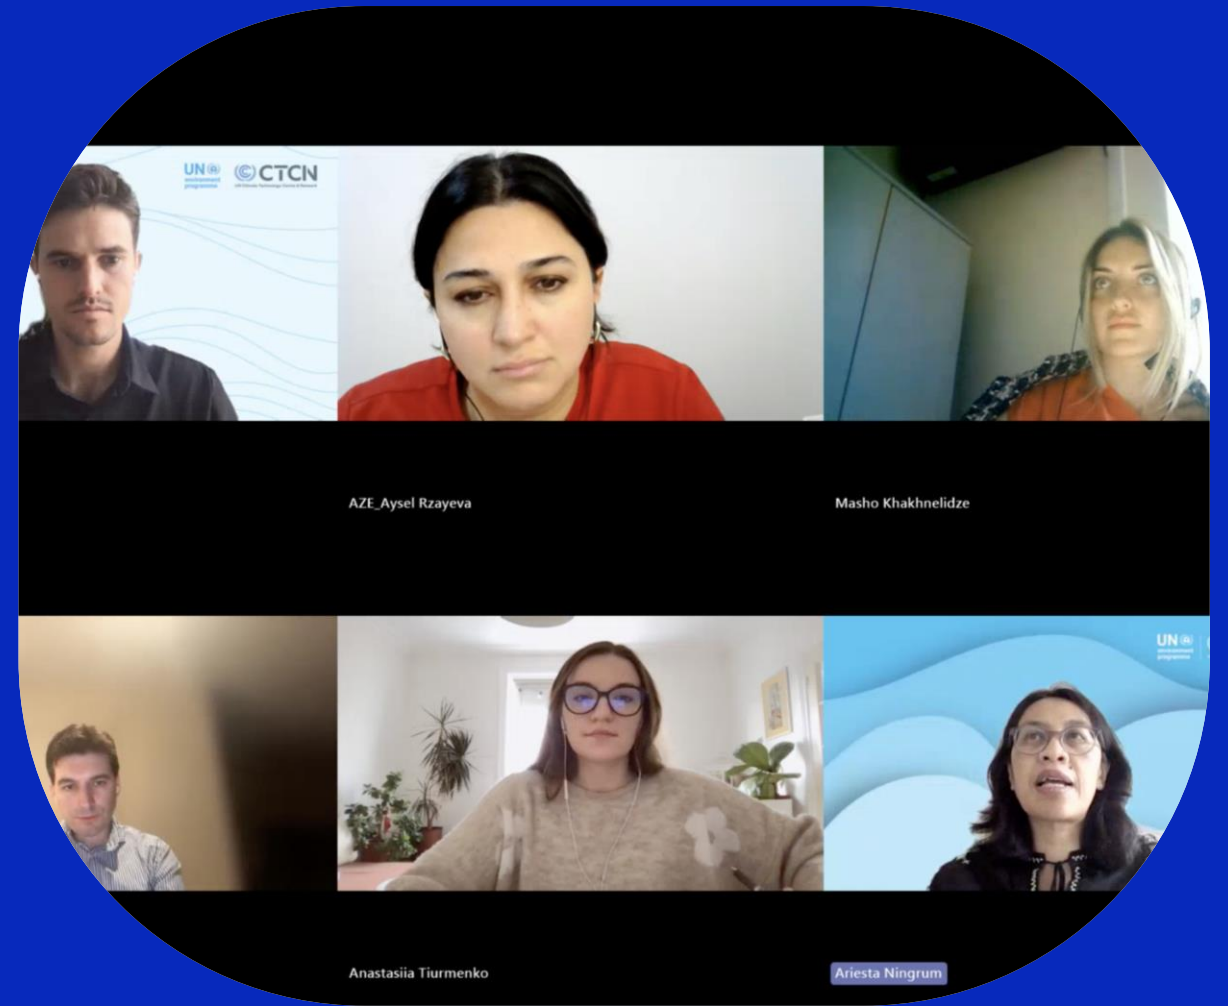 UN
environment
programme
CTCN
AZE_Aysel Rzayeva
Masho Khakhnelidze
UN
environment
programme
Anastasiia Tiurmenko
Ariesta Ningrum